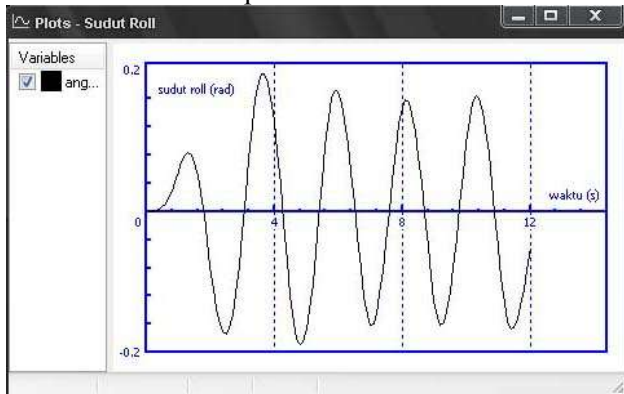 Plots - Sudut Roll
Variables
ang...
0.2
sudut roll (rad)
waktu (s)
0
4
8
12
-0.2